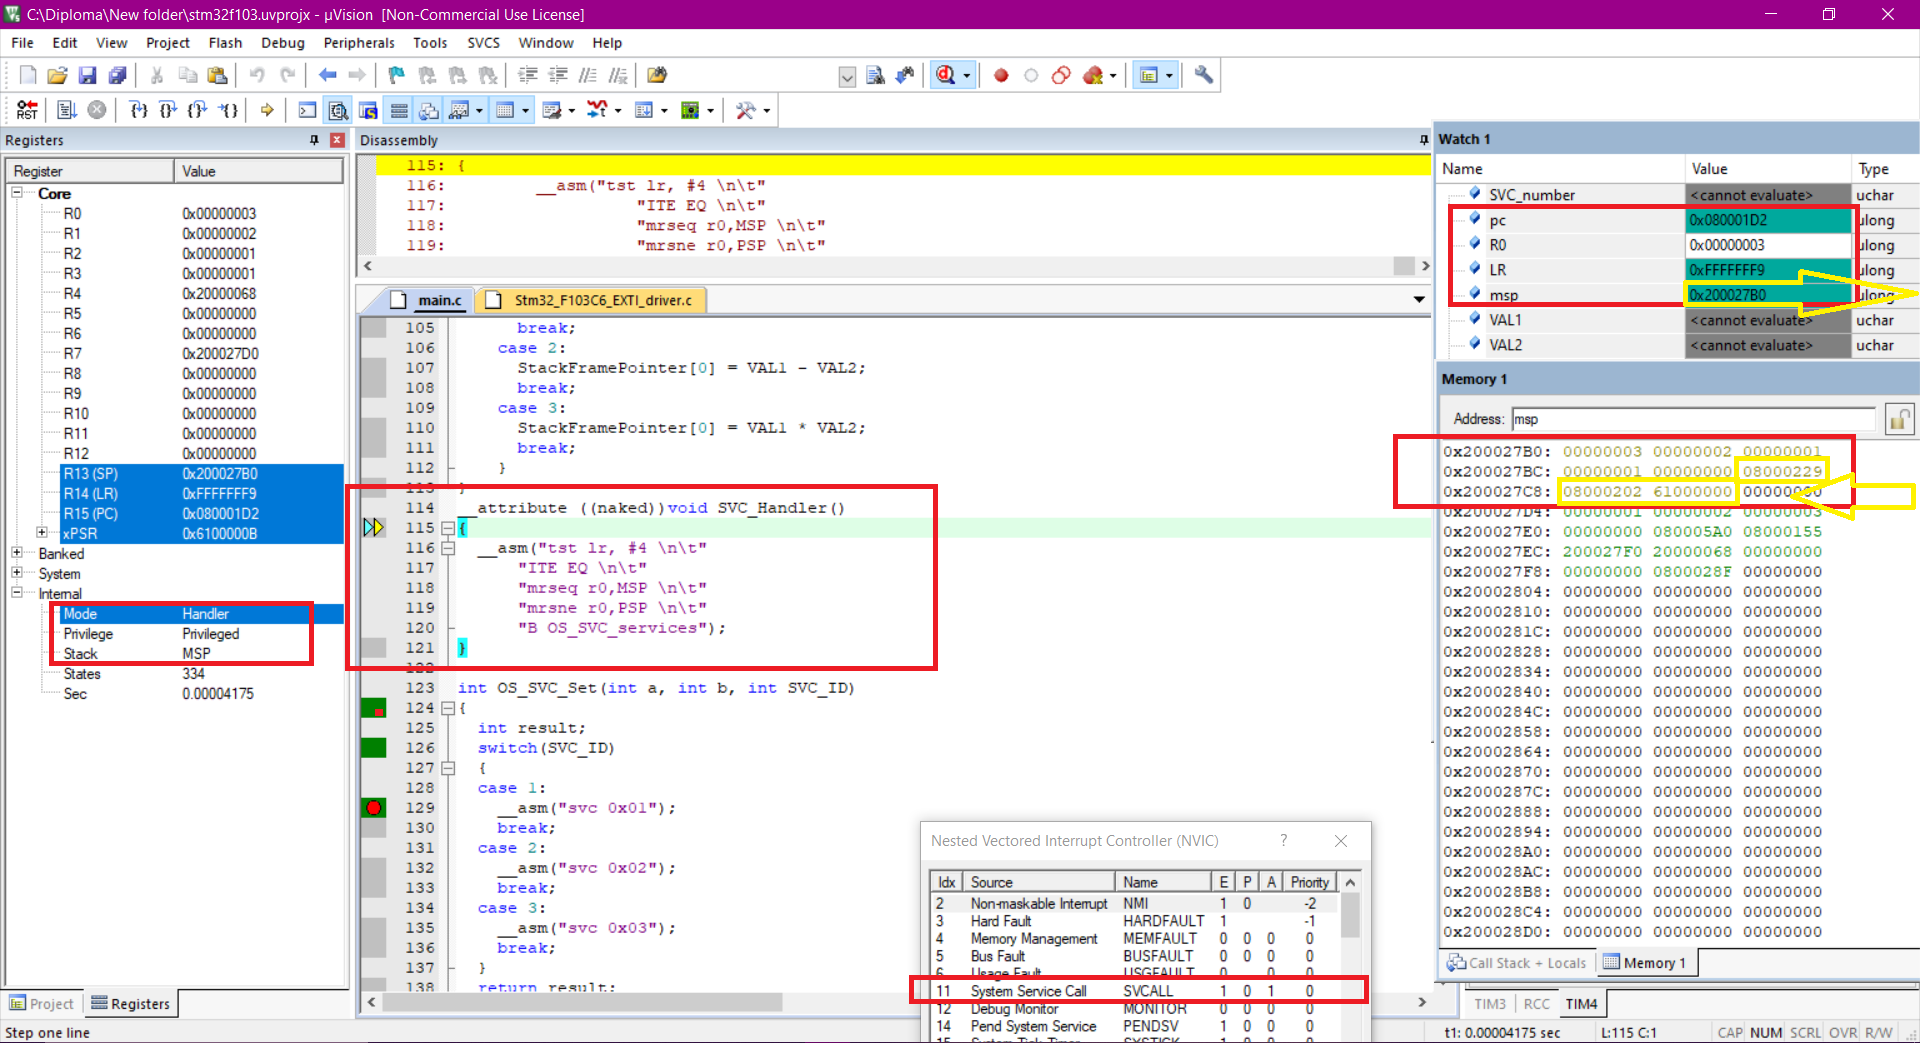 C:\Diploma\New folder\stm32f103.uvprojx - µVision  [Non-Commercial Use License]
File Edit View Project Flash Debug Peripherals Tools SVCS Window Help
RST
Registers
Register Value
Core
R0 0x00000003
R1 0x00000002
R2 0x00000001
R3 0x00000001
R4 0x20000068
R5 0x00000000
R6 0x00000000
R7 0x200027D0
R8 0x00000000
R9 0x00000000
R10 0x00000000
R11 0x00000000
R12 0x00000000
R13 (SP) 0x200027B0
R14 (LR) 0xFFFFFFF9
R15 (PC) 0x080001D2
xPSR 0x6100000B
Banked
System
Internal
Mode Handler
Privilege Privileged
Stack MSP
States 334
Sec 0.00004175
Project Registers
Disassembly
115: {
116: __asm("tst lr, #4 \n\t"
117: "ITE EQ \n\t"
118: "mrseq r0,MSP \n\t"
119: "mrsne r0,PSP \n\t"
main.c Stm32_F103C6_EXTI_driver.c
105 break;
106 case 2:
107 StackFramePointer[0] = VAL1 - VAL2;
108 break;
109 case 3:
110 StackFramePointer[0] = VAL1 * VAL2;
111 break;
112 }
113 }
114 __attribute ((naked))void SVC_Handler()
115 {
116 __asm("tst lr, #4 \n\t"
117 "ITE EQ \n\t"
118 "mrseq r0,MSP \n\t"
119 "mrsne r0,PSP \n\t"
120 "B OS_SVC_services");
121 }
122
123 int OS_SVC_Set(int a, int b, int SVC_ID)
124 {
125 int result;
126 switch(SVC_ID)
127 {
128 case 1:
129 __asm("svc 0x01");
130 break;
131 case 2:
132 __asm("svc 0x02");
133 break;
134 case 3:
135 __asm("svc 0x03");
136 break;
137 }
138 return result;
Nested Vectored Interrupt Controller (NVIC) ?
Idx Source Name E P A Priority
2 Non-maskable Interrupt NMI 1 0 -2
3 Hard Fault HARDFAULT 1 -1
4 Memory Management MEMFAULT 0 0 0 0
5 Bus Fault BUSFAULT 0 0 0 0
6 Usage Fault USGFAULT 0 0 0
11 System Service Call SVCALL 1 0 1 0
12 Debug Monitor MONITOR 0 0 0 0
14 Pend System Service PENDSV 1 0 0 0
15 System Tick Timer SYSTICK
Watch 1
Name Value Type
SVC_number <cannot evaluate> uchar
pc 0x080001D2 ulong
R0 0x00000003 ulong
LR 0xFFFFFFF9 ulong
msp 0x200027B0 ulong
VAL1 <cannot evaluate> uchar
VAL2 <cannot evaluate> uchar
Memory 1
Address: msp
0x200027B0: 00000003 00000002 00000001
0x200027BC: 00000001 00000000 08000229
0x200027C8: 08000202 61000000 00000000
0x200027D4: 00000001 00000002 00000003
0x200027E0: 00000000 080005A0 08000155
0x200027EC: 200027F0 20000068 00000000
0x200027F8: 00000000 0800028F 00000000
0x20002804: 00000000 00000000 00000000
0x20002810: 00000000 00000000 00000000
0x2000281C: 00000000 00000000 00000000
0x20002828: 00000000 00000000 00000000
0x20002834: 00000000 00000000 00000000
0x20002840: 00000000 00000000 00000000
0x2000284C: 00000000 00000000 00000000
0x20002858: 00000000 00000000 00000000
0x20002864: 00000000 00000000 00000000
0x20002870: 00000000 00000000 00000000
0x2000287C: 00000000 00000000 00000000
0x20002888: 00000000 00000000 00000000
0x20002894: 00000000 00000000 00000000
0x200028A0: 00000000 00000000 00000000
0x200028AC: 00000000 00000000 00000000
0x200028B8: 00000000 00000000 00000000
0x200028C4: 00000000 00000000 00000000
0x200028D0: 00000000 00000000 00000000
Call Stack + Locals Memory 1
TIM3 RCC TIM4
Step one line
t1: 0.00004175 sec L:115 C:1 CAP NUM SCRL OVR R/W